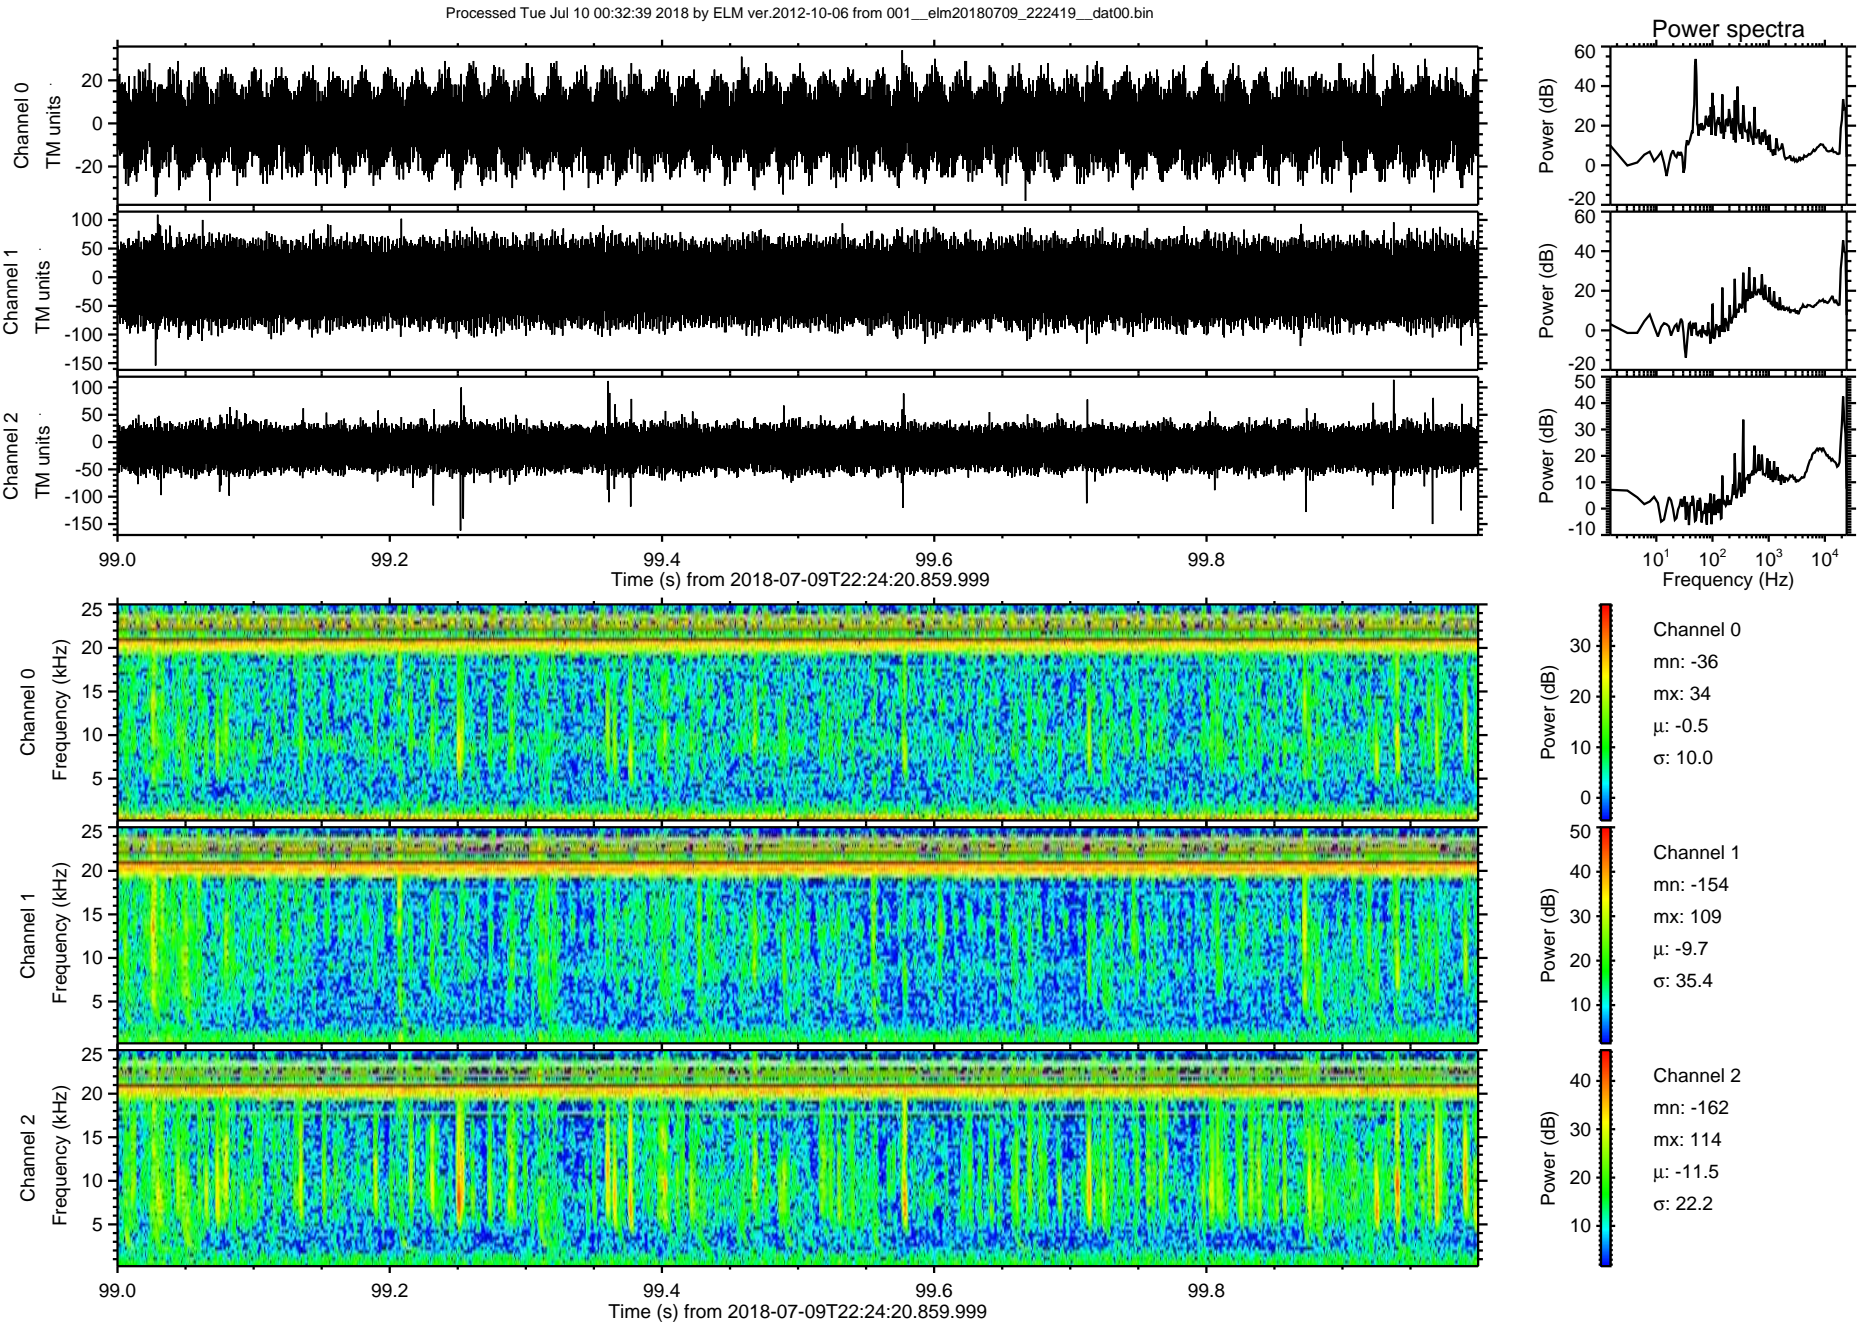 Processed Tue Jul 10 00:32:39 2018 by ELM ver.2012-10-06 from 001__elm20180709_222419__dat00.bin
Power spectra
Channel 0
TM units
20
0
-20
Power (dB)
60
40
20
0
-20
Channel 1
TM units
100
50
0
-50
-100
-150
Power (dB)
60
40
20
0
-20
Channel 2
TM units
100
50
0
-50
-100
-150
Power (dB)
50
40
30
20
10
0
-10
99.0 99.2 99.4 99.6 99.8
Time (s) from 2018-07-09T22:24:20.859.999
10¹ 10² 10³ 10⁴
Frequency (Hz)
Channel 0
Frequency (kHz)
25
20
15
10
5
Power (dB)
30
20
10
0
Channel 0
mn: -36
mx: 34
µ: -0.5
σ: 10.0
Channel 1
Frequency (kHz)
25
20
15
10
5
Power (dB)
50
40
30
20
10
Channel 1
mn: -154
mx: 109
µ: -9.7
σ: 35.4
Channel 2
Frequency (kHz)
25
20
15
10
5
Power (dB)
40
30
20
10
Channel 2
mn: -162
mx: 114
µ: -11.5
σ: 22.2
99.0 99.2 99.4 99.6 99.8
Time (s) from 2018-07-09T22:24:20.859.999